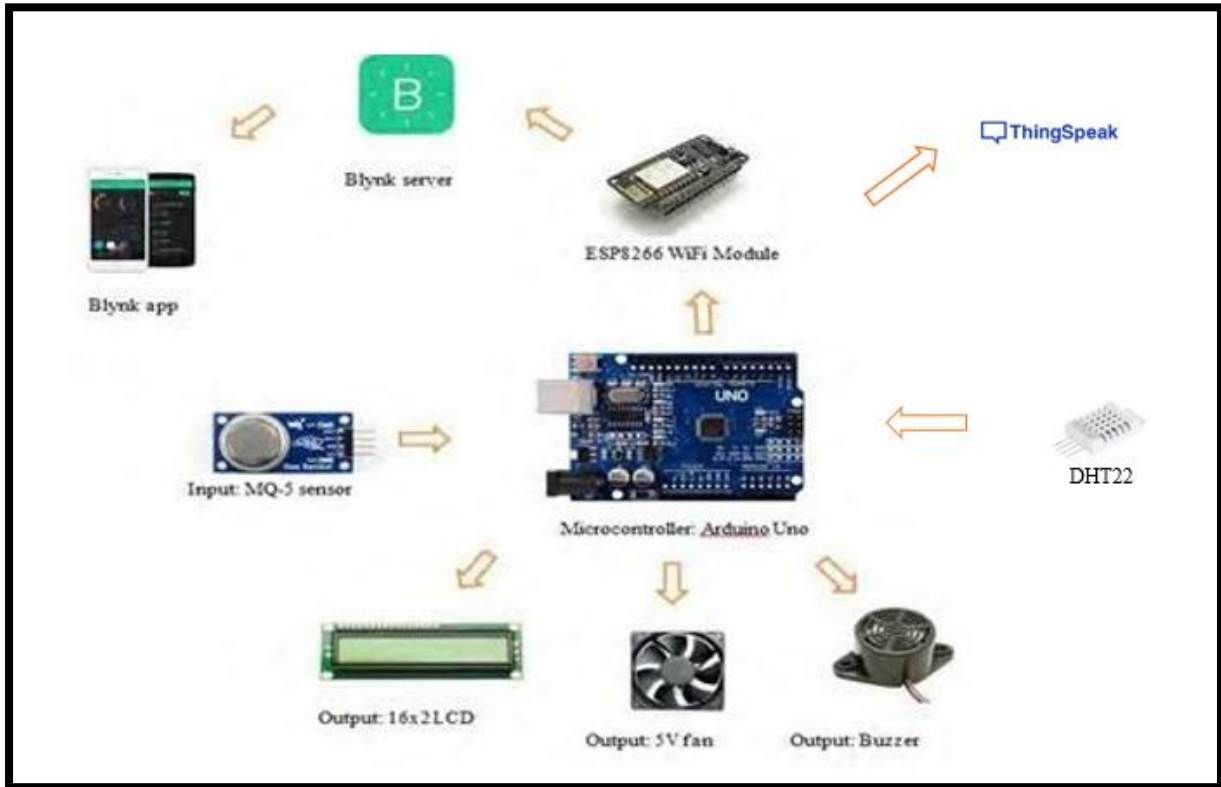 B
ThingSpeak
Blynk server
ESP8266 WiFi Module
Blynk app
UNO
Input: MQ-5 sensor
DHT22
Microcontroller: Arduino Uno
Output: 16x2LCD
Output: 5V fan
Output: Buzzer